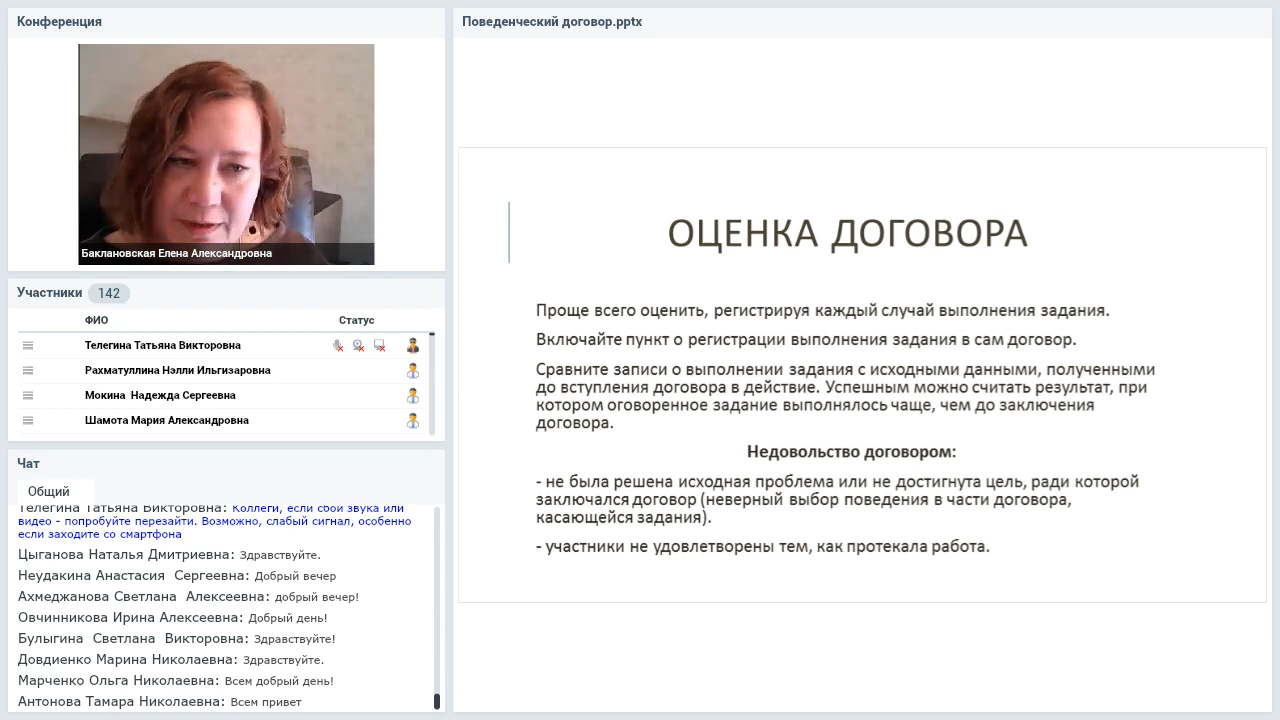 Конференция
Баклановская Елена Александровна
Участники 142
ФИО Статус
Телегина Татьяна Викторовна
Рахматуллина Нэлли Ильгизаровна
Мокина Надежда Сергеевна
Шамота Мария Александровна
Чат
Общий
Телегина Татьяна Викторовна: Коллеги, если сбои звука или
видео - попробуйте перезайти. Возможно, слабый сигнал, особенно
если заходите со смартфона
Цыганова Наталья Дмитриевна: Здравствуйте.
Неудакина Анастасия Сергеевна: Добрый вечер
Ахмеджанова Светлана Алексеевна: добрый вечер!
Овчинникова Ирина Алексеевна: Добрый день!
Булыгина Светлана Викторовна: Здравствуйте!
Довдиенко Марина Николаевна: Здравствуйте.
Марченко Ольга Николаевна: Всем добрый день!
Антонова Тамара Николаевна: Всем привет
Поведенческий договор.pptx
ОЦЕНКА ДОГОВОРА
Проще всего оценить, регистрируя каждый случай выполнения задания.
Включайте пункт о регистрации выполнения задания в сам договор.
Сравните записи о выполнении задания с исходными данными, полученными
до вступления договора в действие. Успешным можно считать результат, при
котором оговоренное задание выполнялось чаще, чем до заключения
договора.
Недовольство договором:
- не была решена исходная проблема или не достигнута цель, ради которой
заключался договор (неверный выбор поведения в части договора,
касающейся задания).
- участники не удовлетворены тем, как протекала работа.